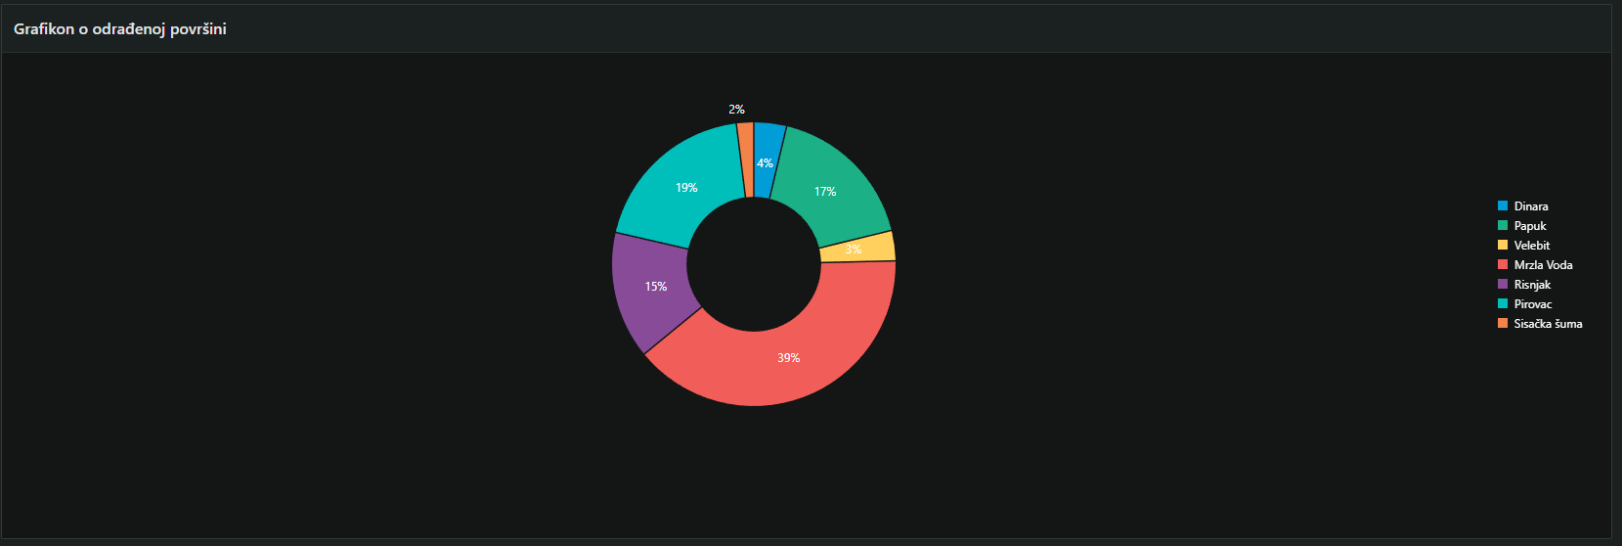 Grafikon o odrađenoj površini
2%
4%
19%
17%
3%
15%
39%
Dinara
Papuk
Velebit
Mrzla Voda
Risnjak
Pirovac
Sisačka šuma